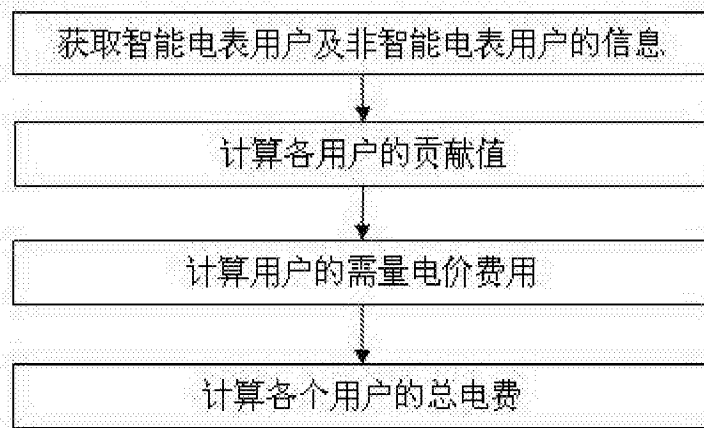 获取智能电表用户及非智能电表用户的信息
计算各用户的贡献值
计算用户的需量电价费用
计算各个用户的总电费